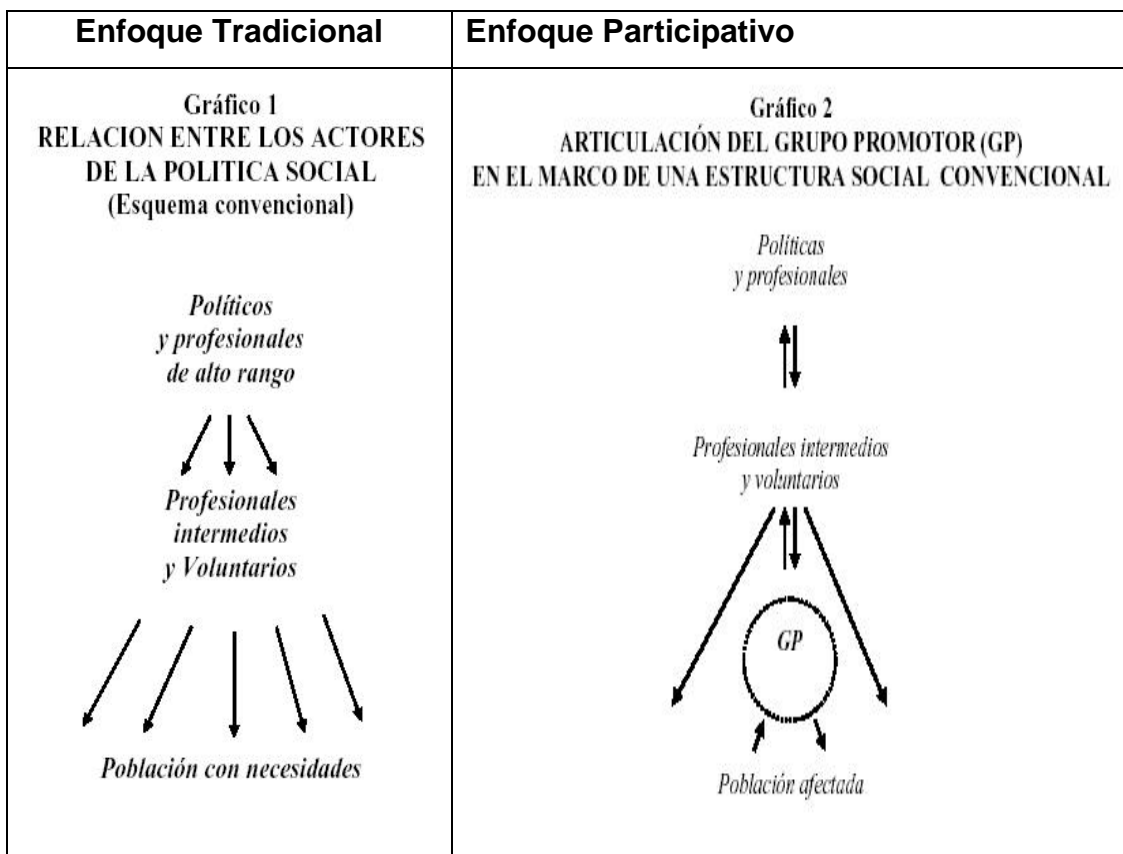 Enfoque Tradicional
Enfoque Participativo
Gráfico 1
RELACION ENTRE LOS ACTORES
DE LA POLITICA SOCIAL
(Esquema convencional)
Políticos
y profesionales
de alto rango
Profesionales
intermedios
y Voluntarios
Población con necesidades
Gráfico 2
ARTICULACIÓN DEL GRUPO PROMOTOR (GP)
EN EL MARCO DE UNA ESTRUCTURA SOCIAL CONVENCIONAL
Políticas
y profesionales
Profesionales intermedios
y voluntarios
GP
Población afectada